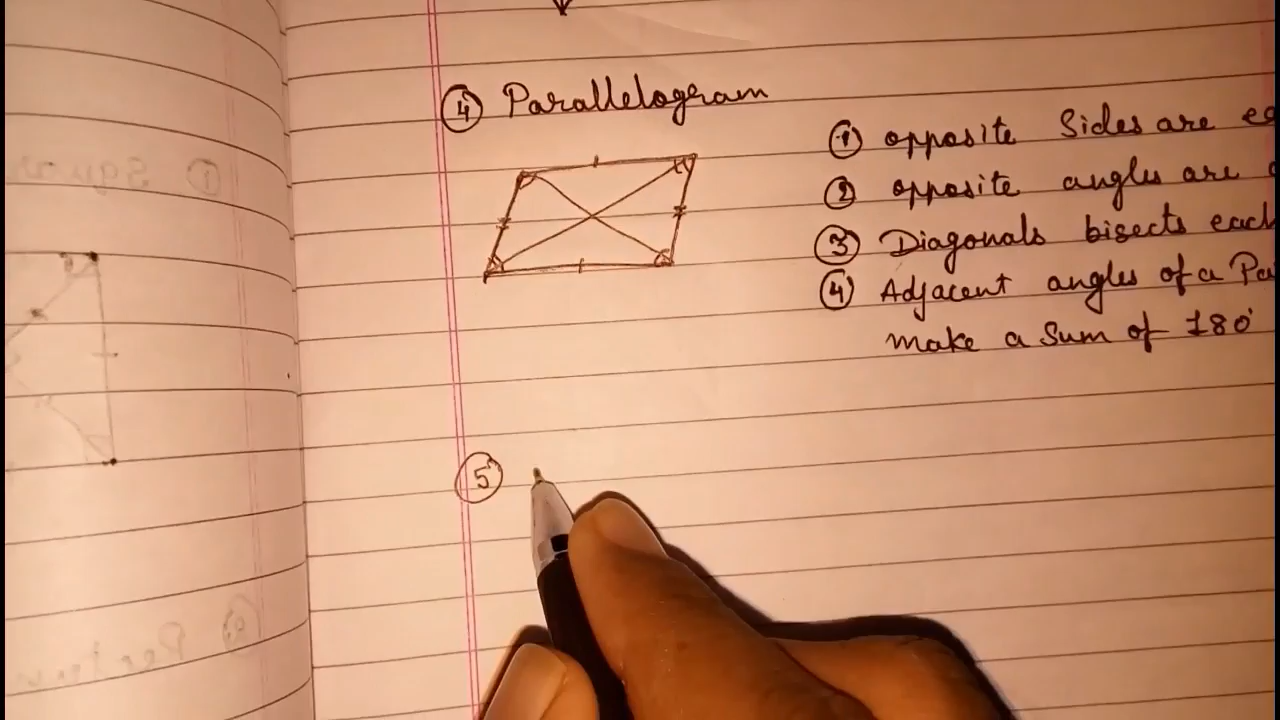 ④ Parallelogram
① opposite Sides are
② opposite angles are
③ Diagonals bisects each
④ Adjacent angles of a
make a Sum of 180°
⑤